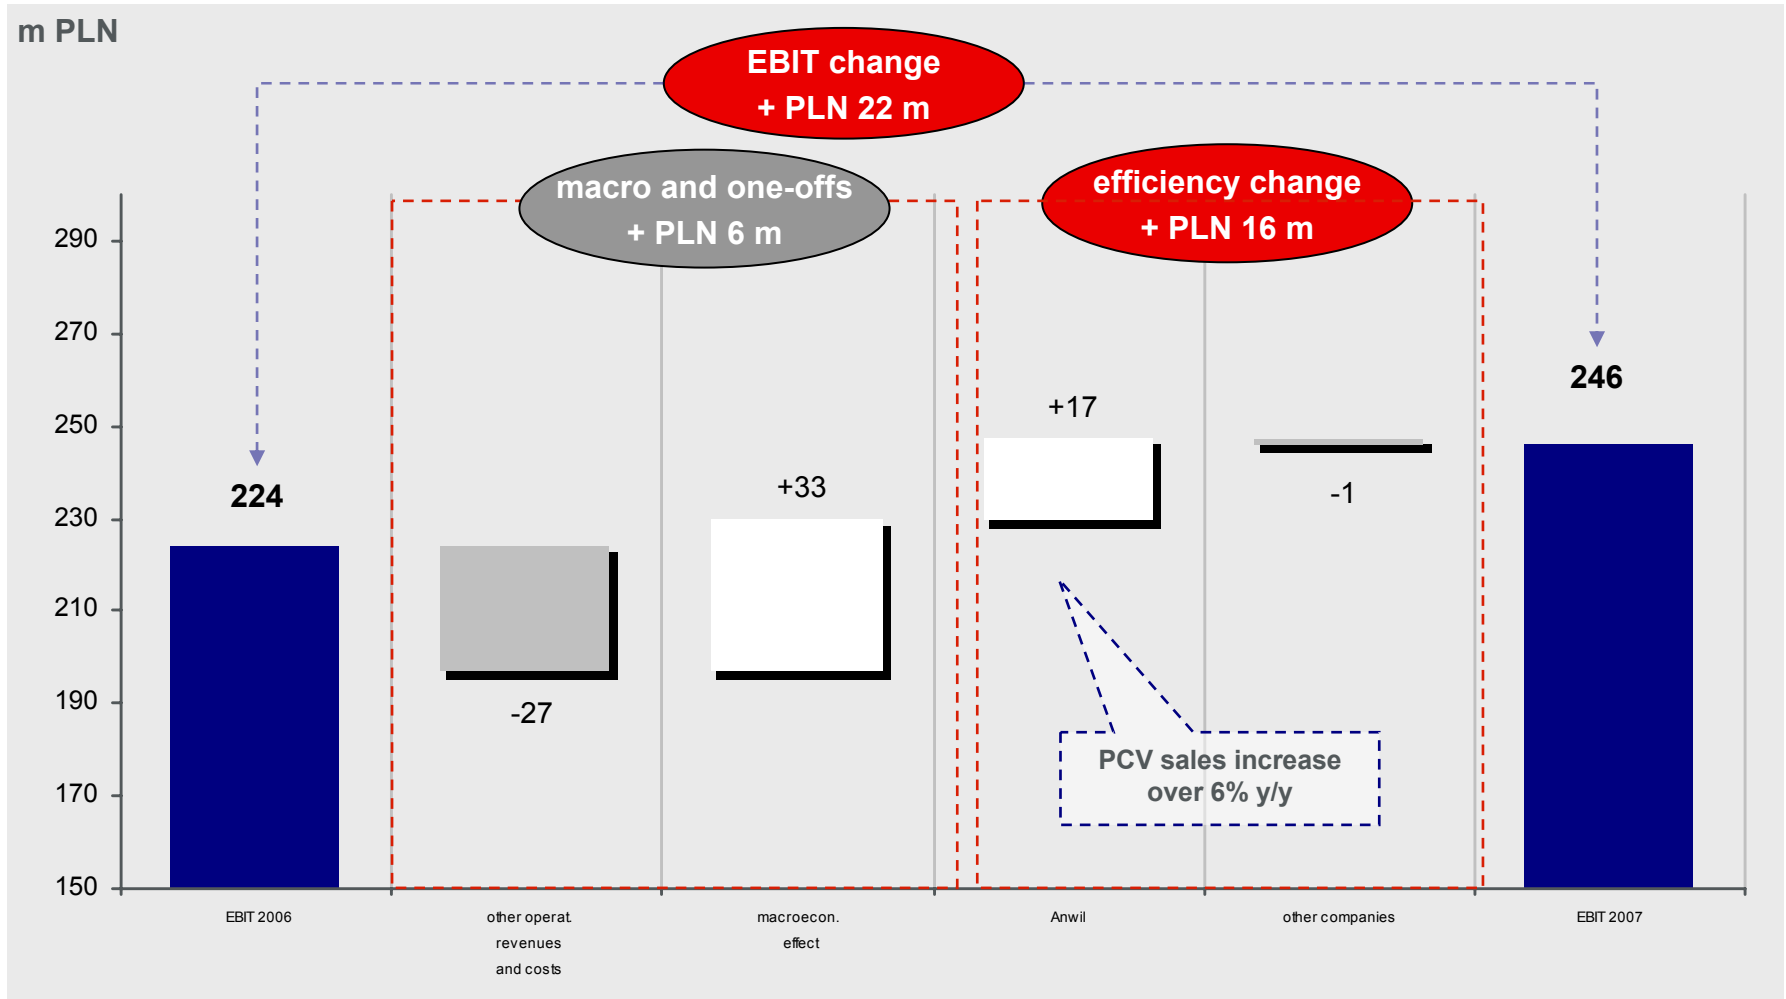 m PLN
EBIT change
+ PLN 22 m
macro and one-offs
+ PLN 6 m
efficiency change
+ PLN 16 m
290
270
250
230
210
190
170
150
224
-27
+33
+17
-1
246
PCV sales increase
over 6% y/y
EBIT 2006
other operat.
revenues
and costs
macroecon.
effect
Anwil
other companies
EBIT 2007